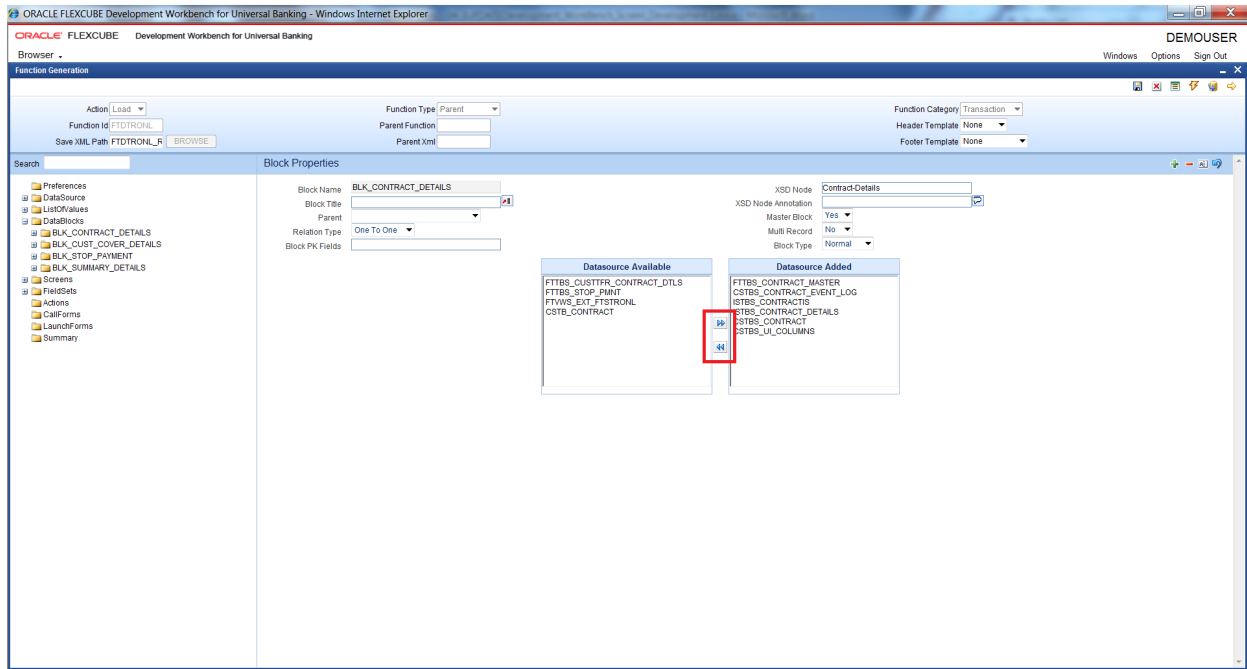 ORACLE FLEXCUBE Development Workbench for Universal Banking - Windows Internet Explorer
ORACLE FLEXCUBE Development Workbench for Universal Banking
DEMOUSER
Browser
Windows Options Sign Out
Function Generation
Action Load Function Type Parent Function Category Transaction
Function Id FTDTRONL Parent Function Header Template None
Save XML Path FTDTRONL_R BROWSE Parent Xml Footer Template None
Search Block Properties
Preferences
DataSource
ListOfValues
DataBlocks
BLK_CONTRACT_DETAILS
BLK_CUST_COVER_DETAILS
BLK_STOP_PAYMENT
BLK_SUMMARY_DETAILS
Screens
FieldSets
Actions
CallForms
LaunchForms
Summary
Block Name BLK_CONTRACT_DETAILS XSD Node Contract-Details
Block Title XSD Node Annotation
Parent Master Block Yes
Relation Type One To One Multi Record No
Block PK Fields Block Type Normal
Datasource Available
FTTBS_CUSTTFR_CONTRACT_DTLS
FTTBS_STOP_PMNT
FTVWS_EXT_FTSTRONL
CSTB_CONTRACT
Datasource Added
FTTBS_CONTRACT_MASTER
CSTBS_CONTRACT_EVENT_LOG
ISTBS_CONTRACTIS
ISTBS_CONTRACT_DETAILS
CSTBS_CONTRACT
CSTBS_UI_COLUMNS